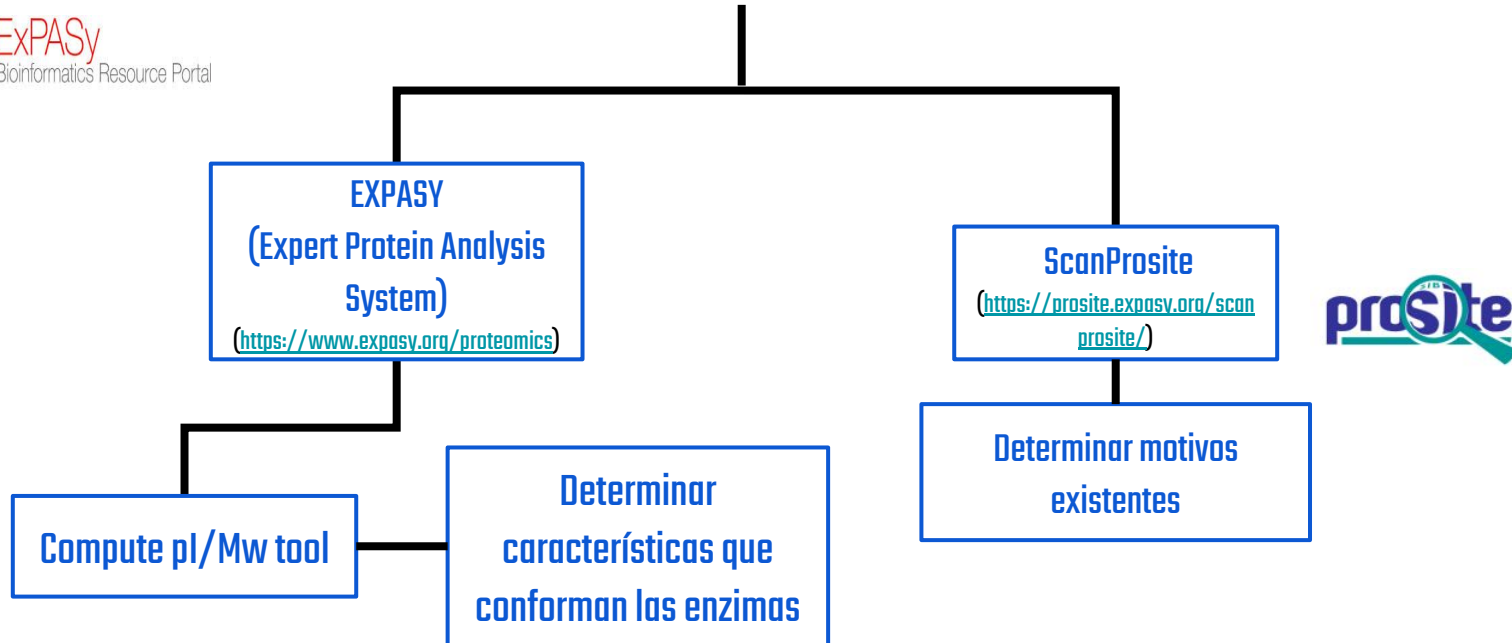 ExPASy
Bioinformatics Resource Portal
EXPASY
(Expert Protein Analysis
System)
(https://www.expasy.org/proteomics)
ScanProsite
(https://prosite.expasy.org/scan
prosite/)
SIB
prosite
Determinar motivos
existentes
Compute pI/Mw tool
Determinar
características que
conforman las enzimas